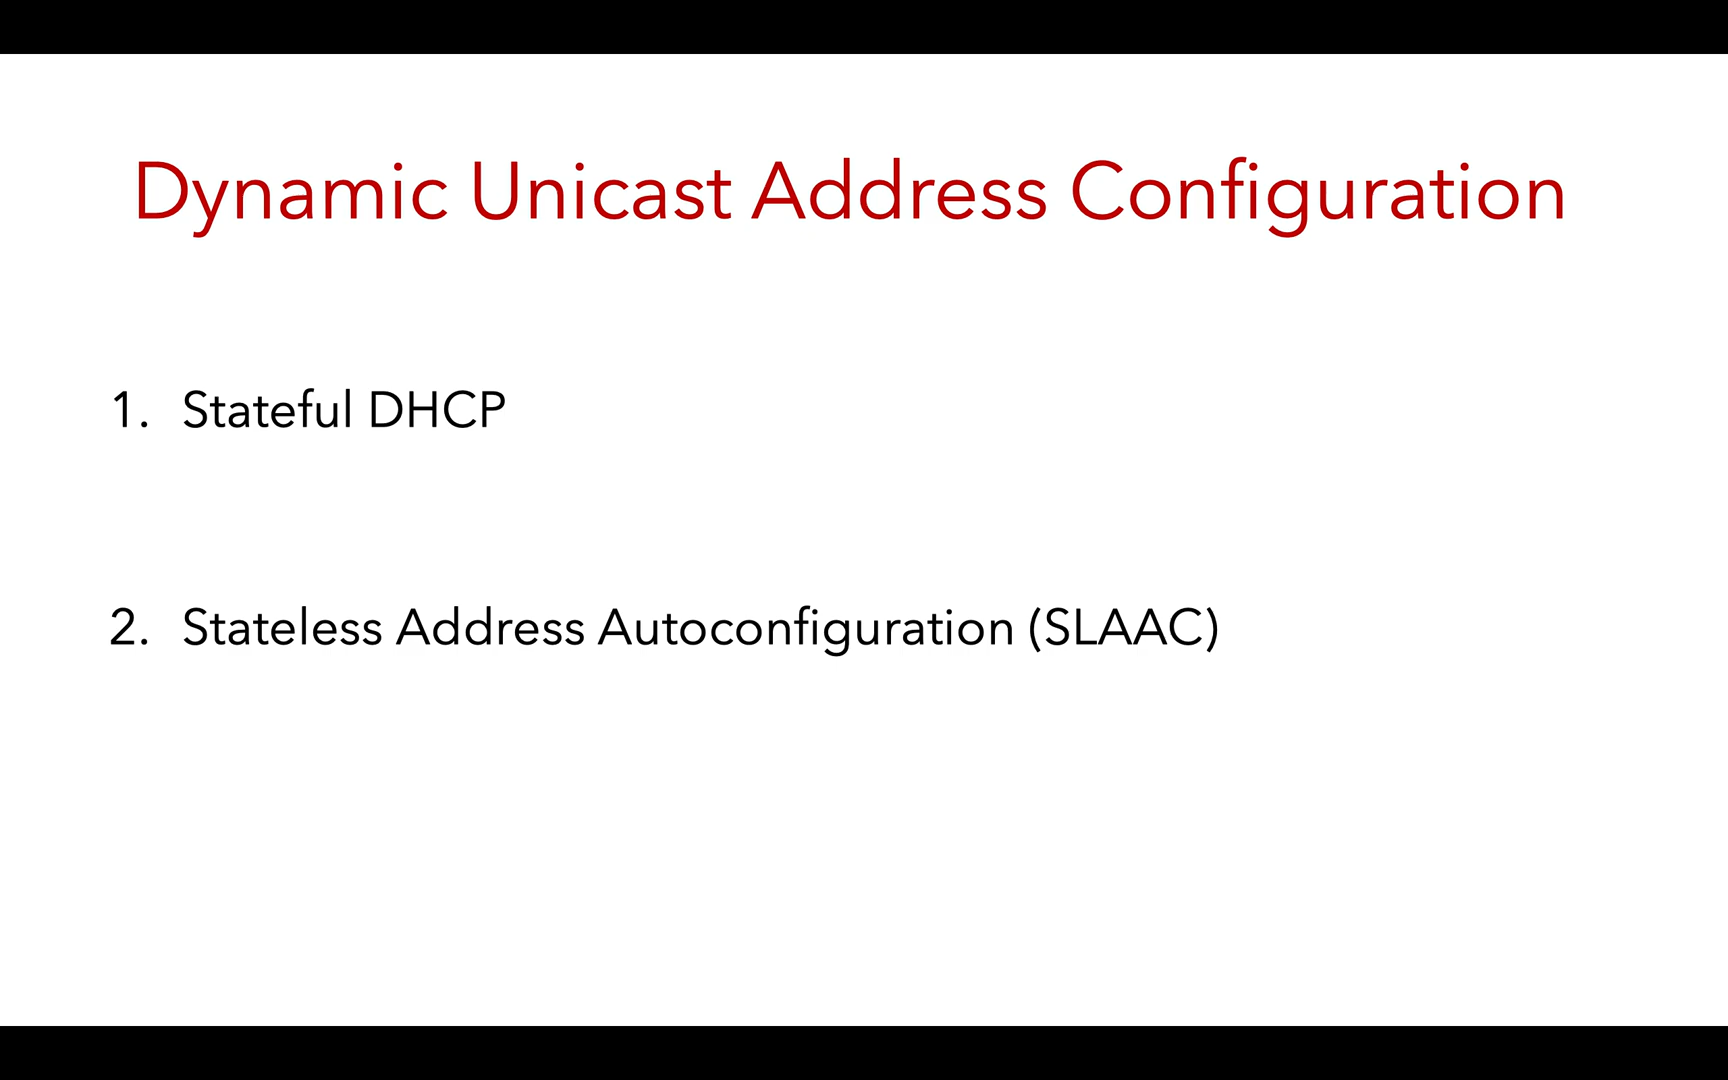 Dynamic Unicast Address Configuration
1. Stateful DHCP
2. Stateless Address Autoconfiguration (SLAAC)